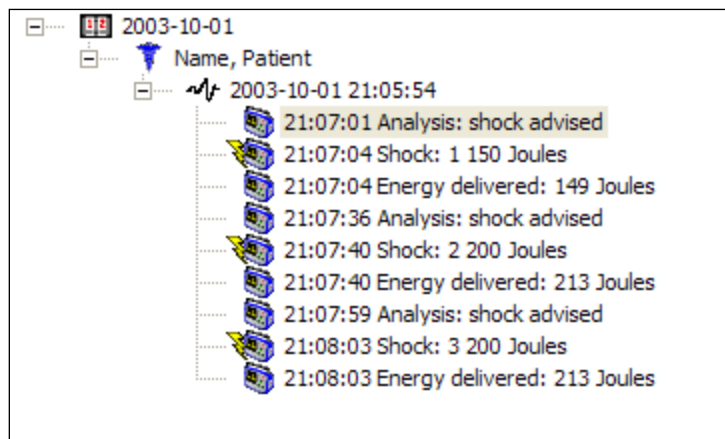 2003-10-01
Name, Patient
2003-10-01 21:05:54
21:07:01 Analysis: shock advised
21:07:04 Shock: 1 150 Joules
21:07:04 Energy delivered: 149 Joules
21:07:36 Analysis: shock advised
21:07:40 Shock: 2 200 Joules
21:07:40 Energy delivered: 213 Joules
21:07:59 Analysis: shock advised
21:08:03 Shock: 3 200 Joules
21:08:03 Energy delivered: 213 Joules